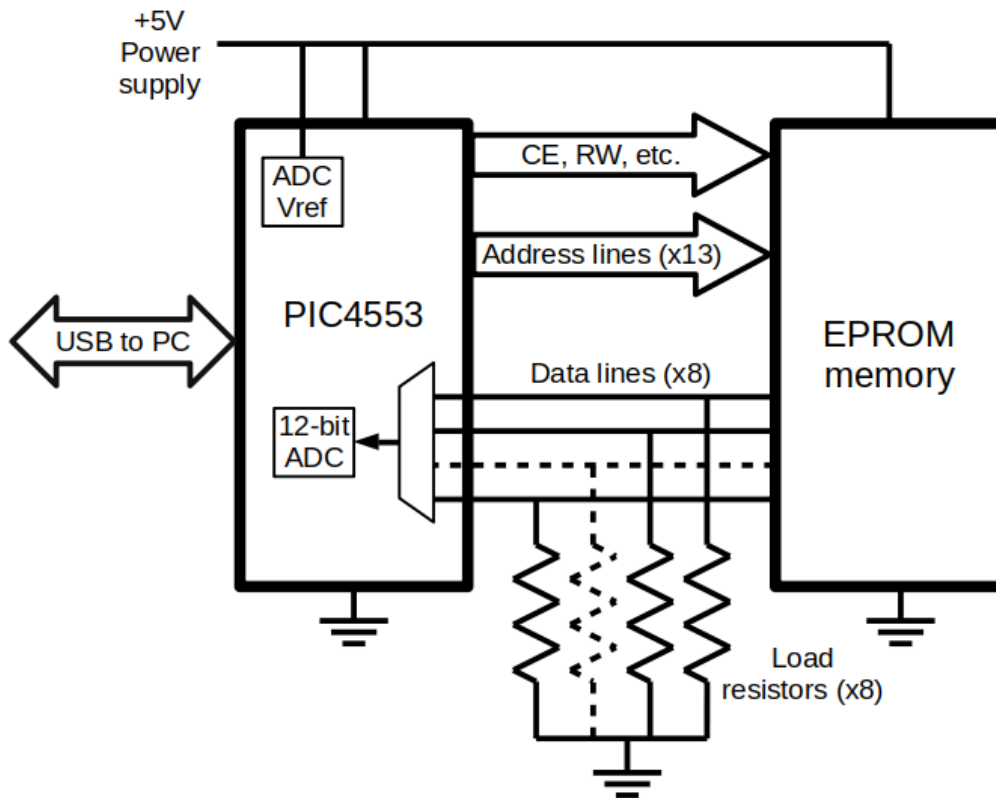 +5V
Power
supply
CE, RW, etc.
ADC
Vref
Address lines (x13)
PIC4553
USB to PC
EPROM
memory
Data lines (x8)
12-bit
ADC
Load
resistors (x8)